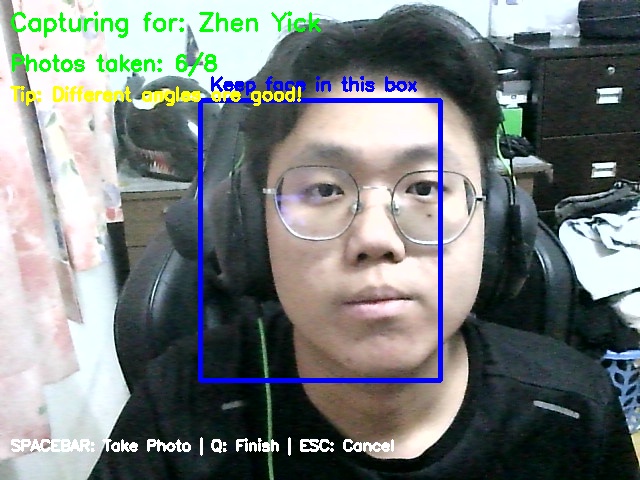 Capturing for: Zhen Yick
Photos taken: 6/8
Keep face in this box
Tip: Different angles are good!
SPACEBAR: Take Photo | Q: Finish | ESC: Cancel